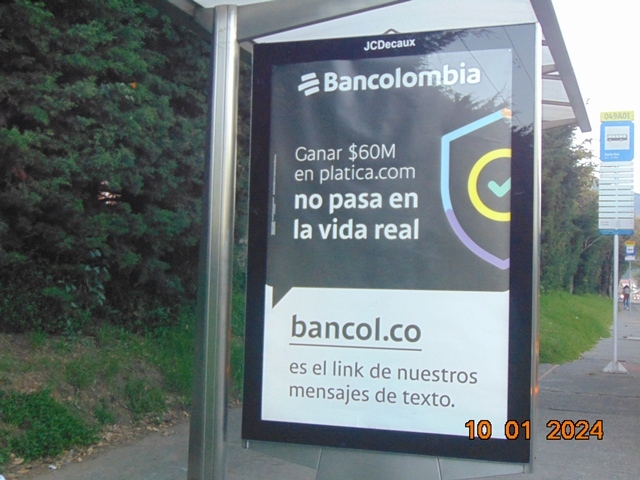 JCDecaux
Bancolombia
Ganar $60M
en platica.com
no pasa en
la vida real
bancol.co
es el link de nuestros
mensajes de texto.
049A01
10 01 2024